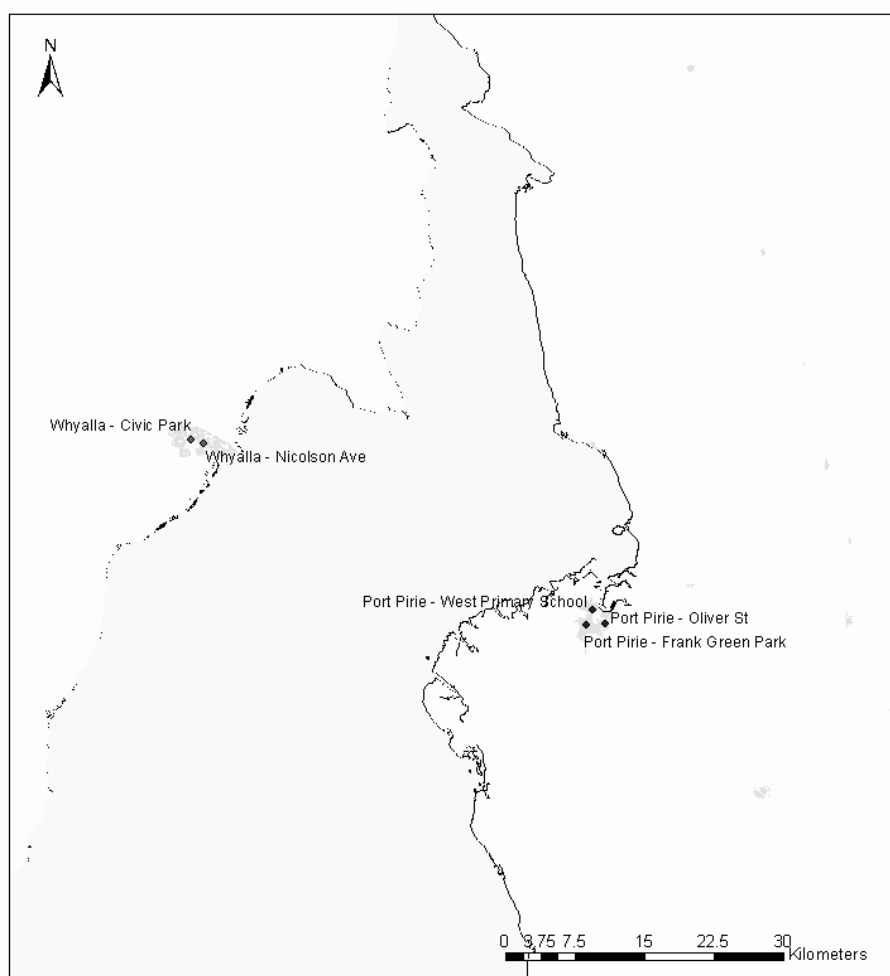 N
Whyalla - Civic Park
Whyalla - Nicolson Ave
Port Pirie - West Primary School
Port Pirie - Oliver St
Port Pirie - Frank Green Park
0 3.75 7.5 15 22.5 30
Kilometers